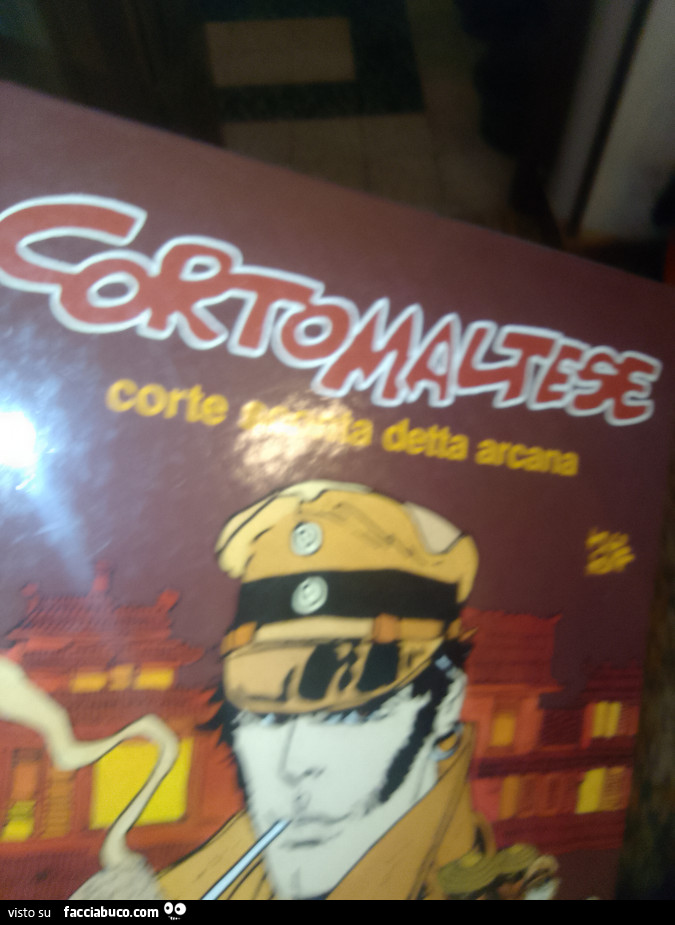 CORTOMALTESE
corte detta arcana
visto su facciabuco.com